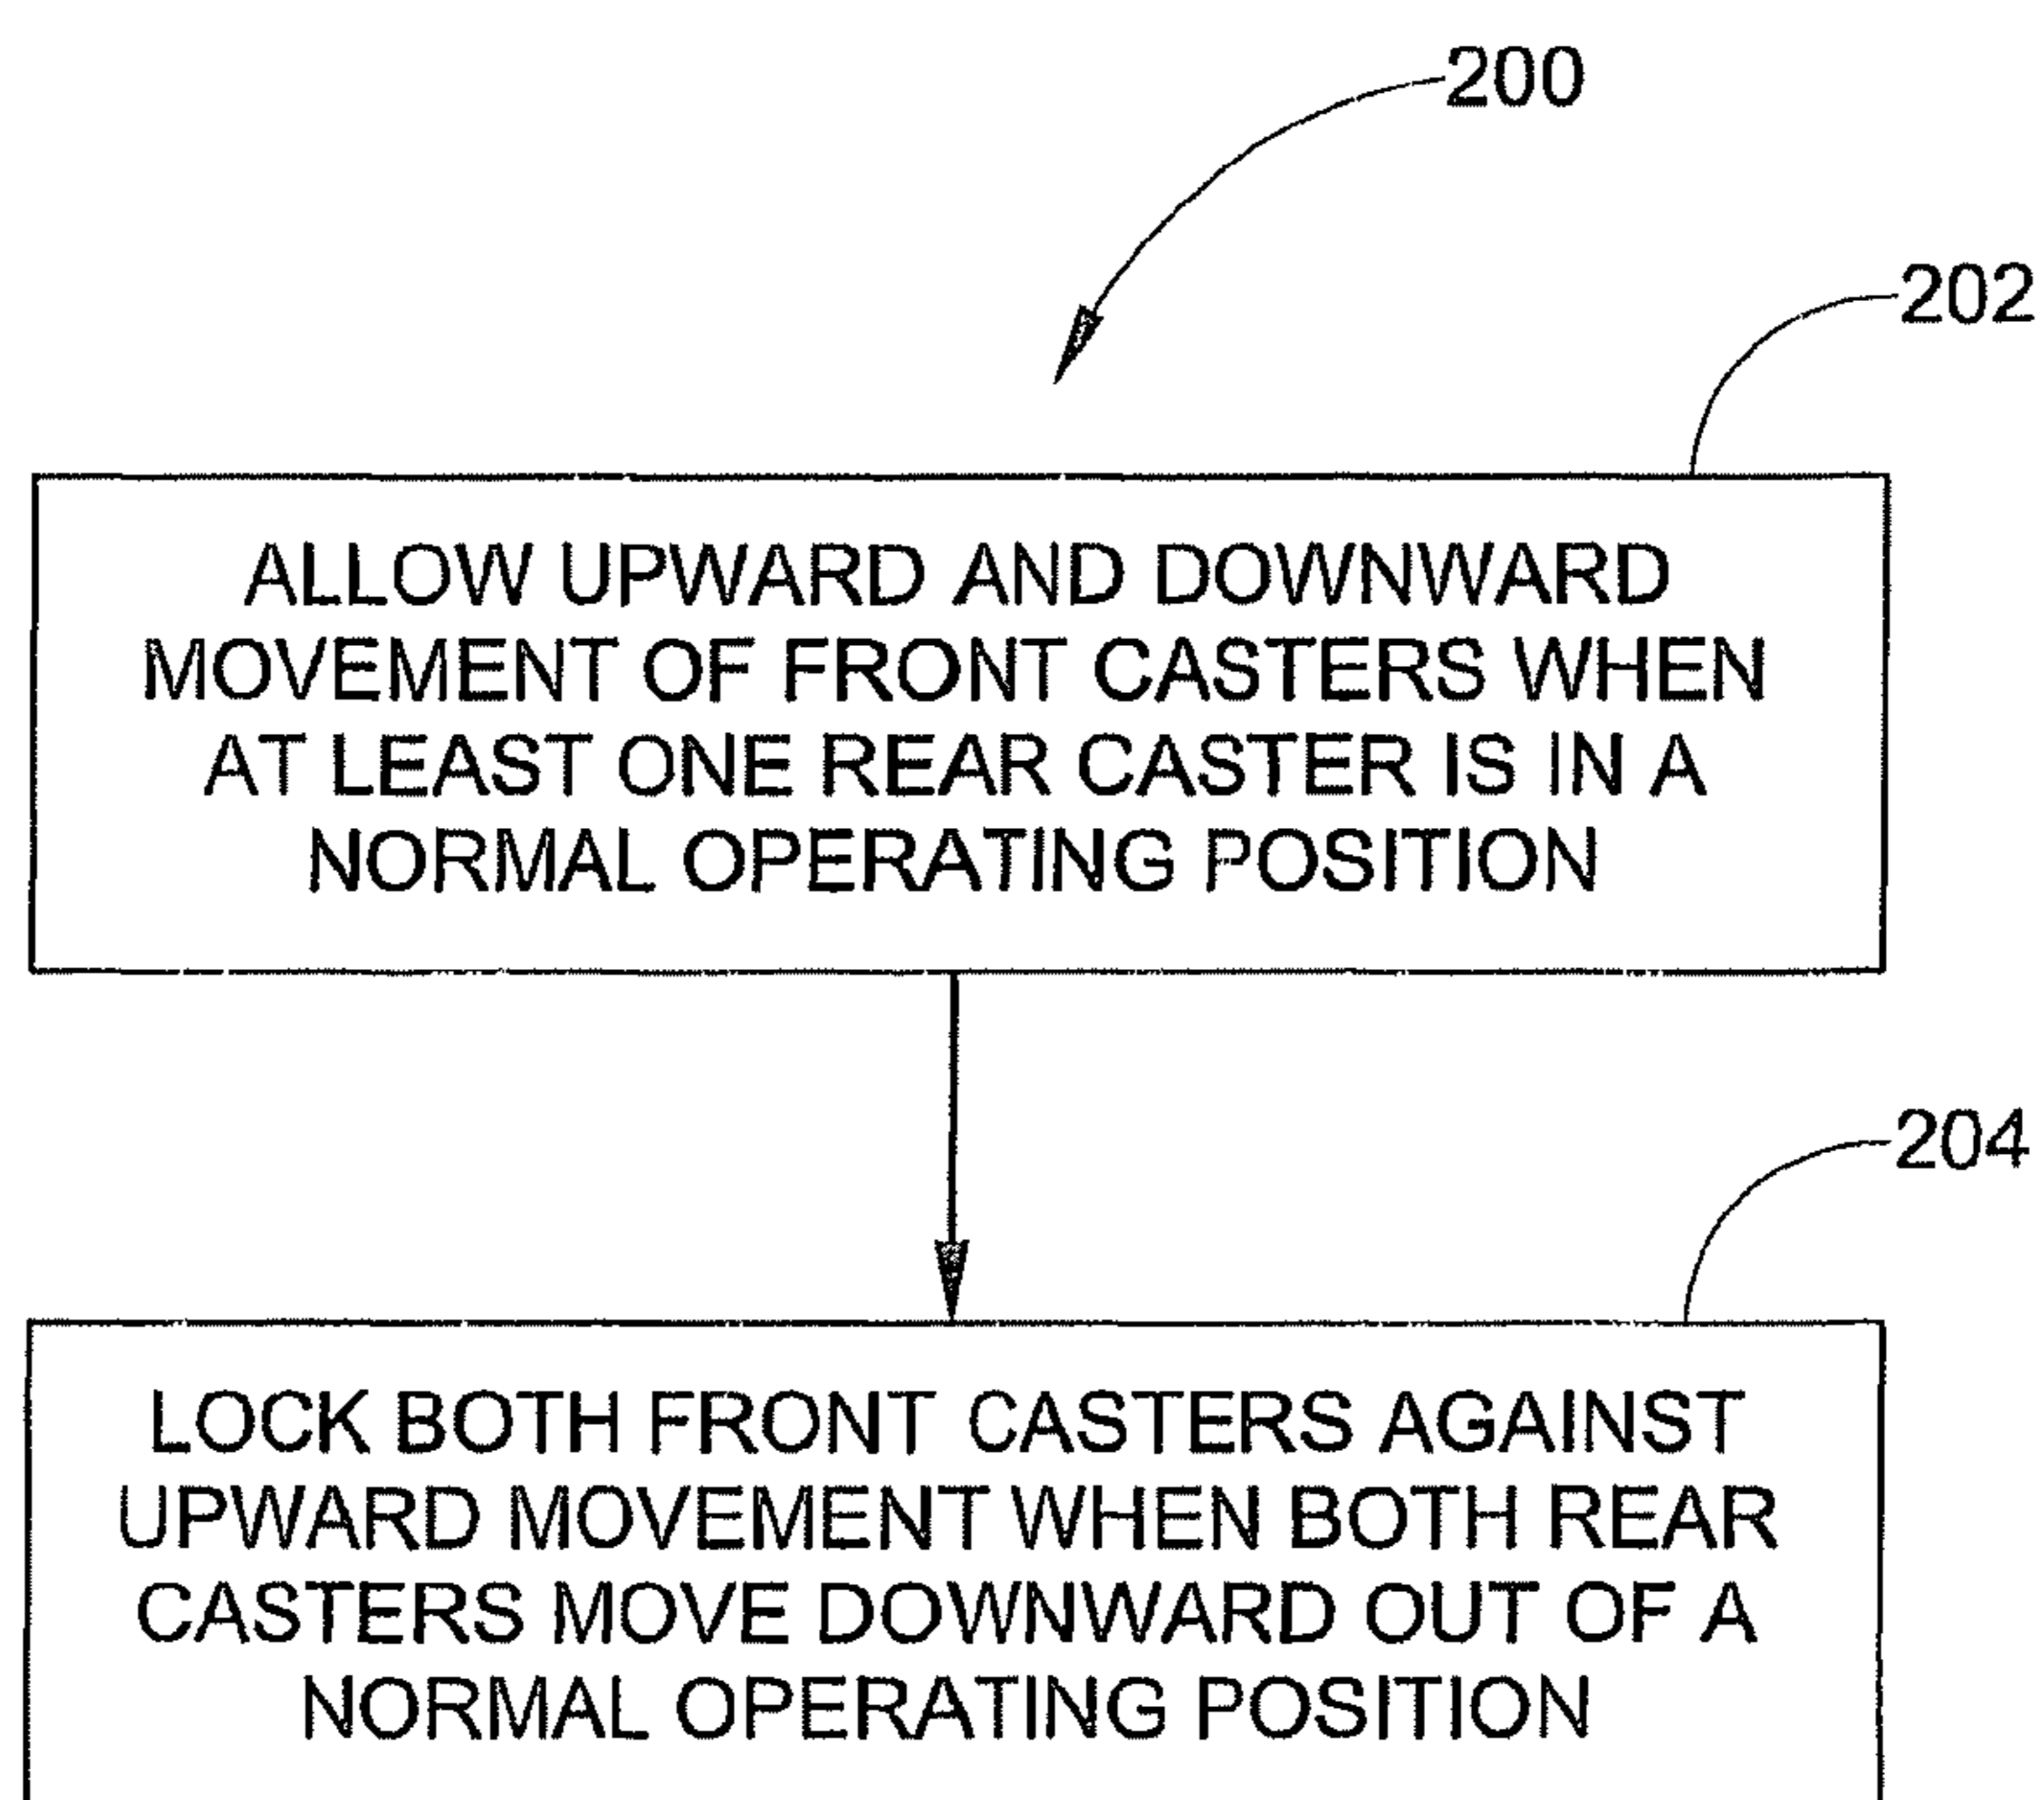 200
202
ALLOW UPWARD AND DOWNWARD
MOVEMENT OF FRONT CASTERS WHEN
AT LEAST ONE REAR CASTER IS IN A
NORMAL OPERATING POSITION
204
LOCK BOTH FRONT CASTERS AGAINST
UPWARD MOVEMENT WHEN BOTH REAR
CASTERS MOVE DOWNWARD OUT OF A
NORMAL OPERATING POSITION